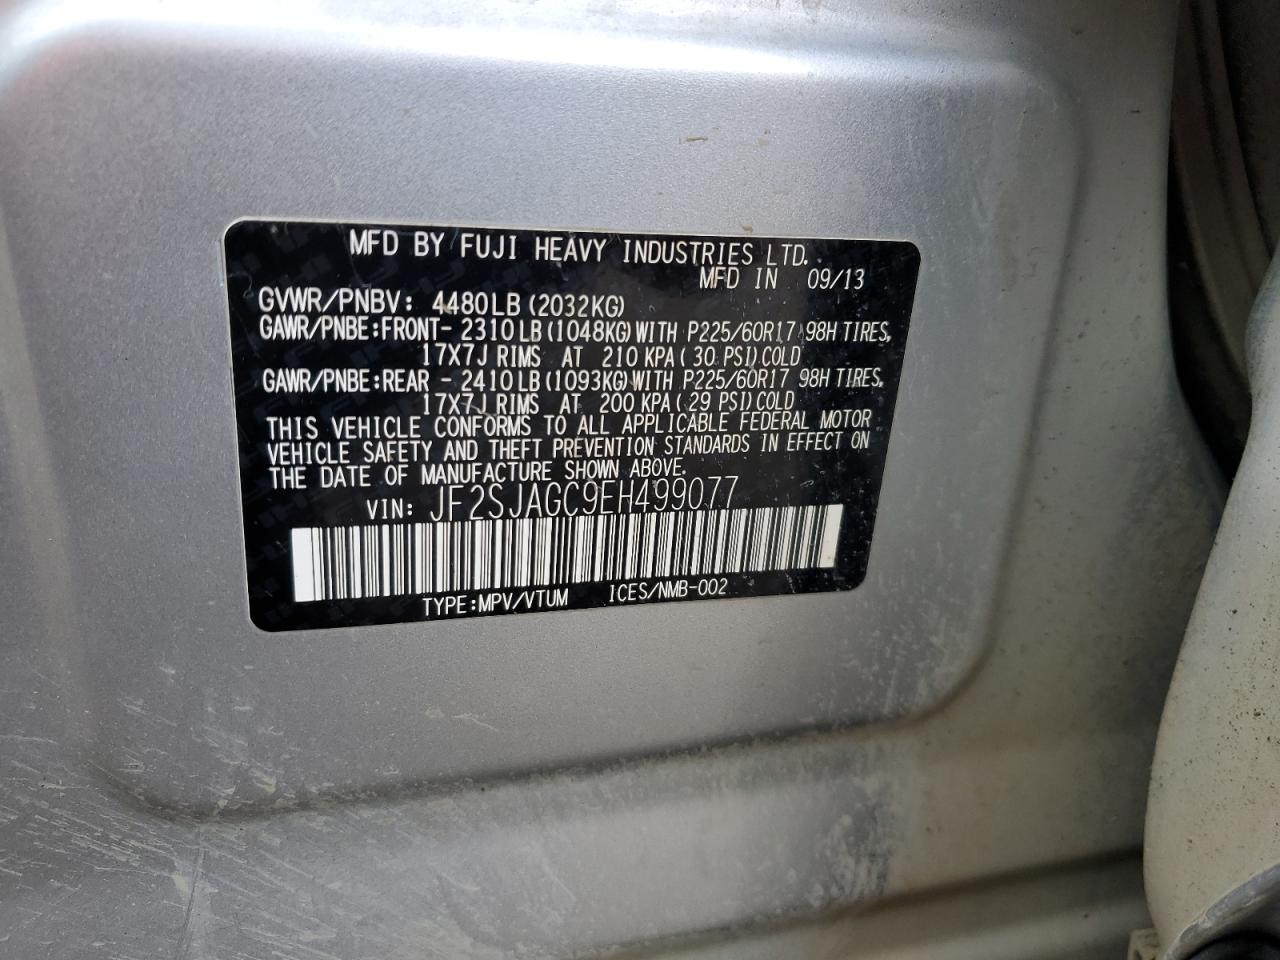 MFD BY FUJI HEAVY INDUSTRIES LTD.
MFD IN 09/13
GVWR/PNBV: 4480LB (2032KG)
GAWR/PNBE:FRONT- 2310LB (1048KG) WITH P225/60R17 98H TIRES,
17X7J RIMS AT 210 KPA ( 30 PSI) COLD
GAWR/PNBE:REAR - 2410LB (1093KG) WITH P225/60R17 98H TIRES,
17X7J RIMS AT 200 KPA ( 29 PSI) COLD
THIS VEHICLE CONFORMS TO ALL APPLICABLE FEDERAL MOTOR
VEHICLE SAFETY AND THEFT PREVENTION STANDARDS IN EFFECT ON
THE DATE OF MANUFACTURE SHOWN ABOVE.
VIN: JF2SJAGC9EH499077
TYPE:MPV/VTUM ICES/NMB-002